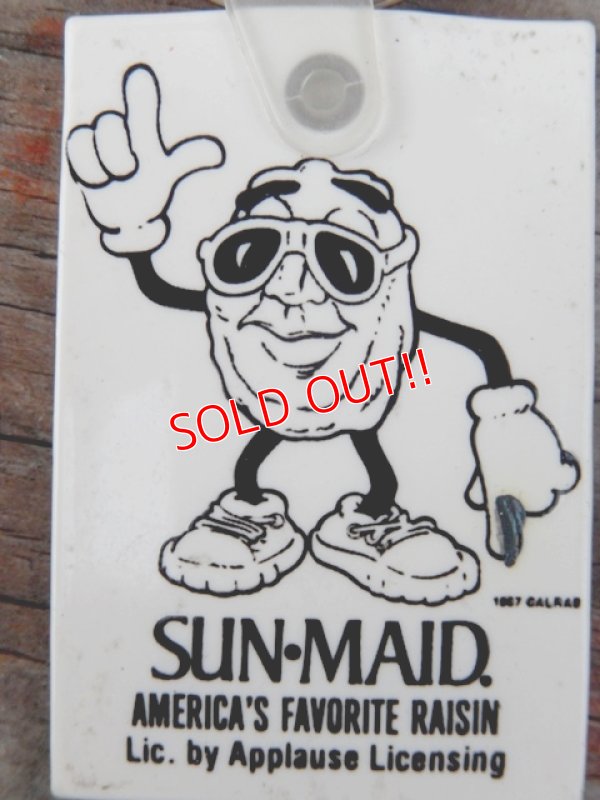 SOLD OUT!!
1987 CALRAB
SUN•MAID.
AMERICA'S FAVORITE RAISIN
Lic. by Applause Licensing